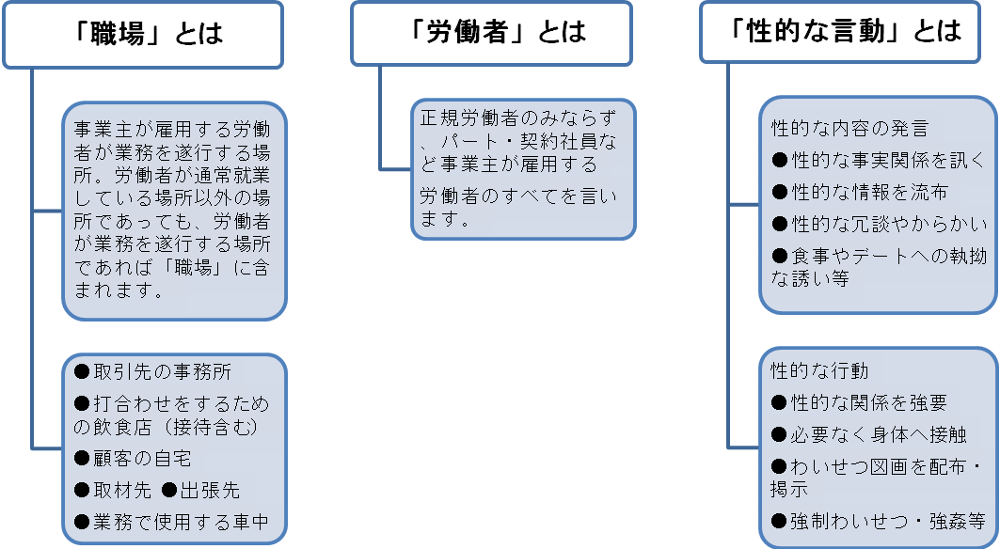 「職場」とは
事業主が雇用する労働
者が業務を遂行する場
所。労働者が通常就業
している場所以外の場
所であっても、労働者
が業務を遂行する場所
であれば「職場」に含
まれます。
●取引先の事務所
●打合わせをするため
の飲食店（接待含む）
●顧客の自宅
●取材先 ●出張先
●業務で使用する車中
「労働者」とは
正規労働者のみならず
、パート・契約社員な
ど事業主が雇用する
労働者のすべてを言い
ます。
「性的な言動」とは
性的な内容の発言
●性的な事実関係を訊く
●性的な情報を流布
●性的な冗談やからかい
●食事やデートへの執拗
な誘い等
性的な行動
●性的な関係を強要
●必要なく身体へ接触
●わいせつ図画を配布・
掲示
●強制わいせつ・強姦等